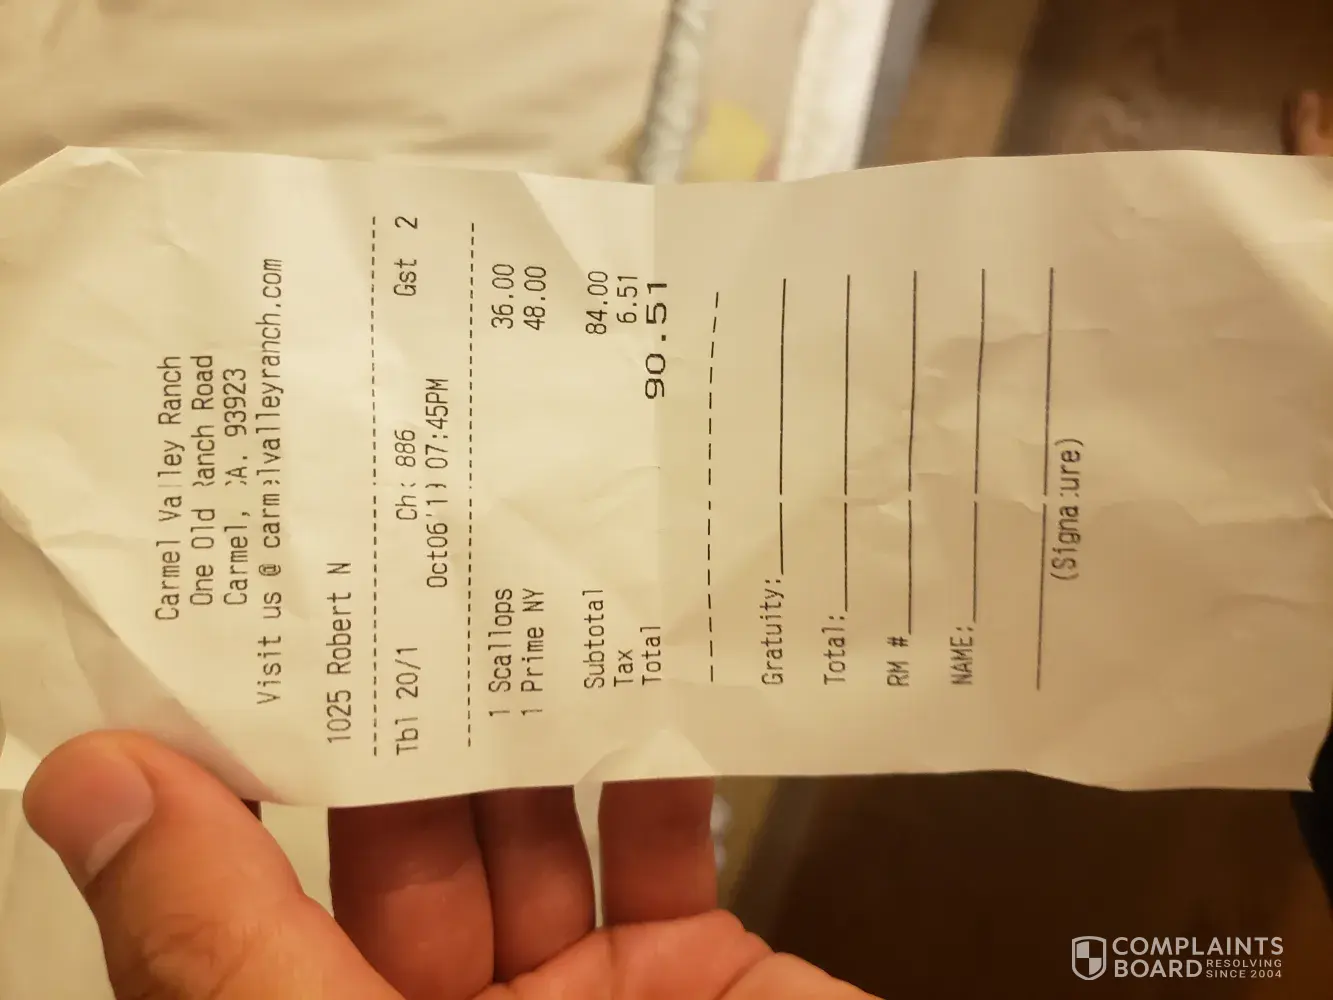 Carmel Valley Ranch
One Old Ranch Road
Carmel, CA. 93923
Visit us @ carmelvalleyranch.com
1025 Robert N
Tbl 20/1 Chk 886 Gst 2
07:45PM
1 Scallops 36.00
1 Prime NY 48.00
Subtotal 84.00
Tax 6.51
Total 90.51
Gratuity:
Total:
RM #
NAME:
(Signature)
COMPLAINTS
BOARD RESOLVING
SINCE 2004